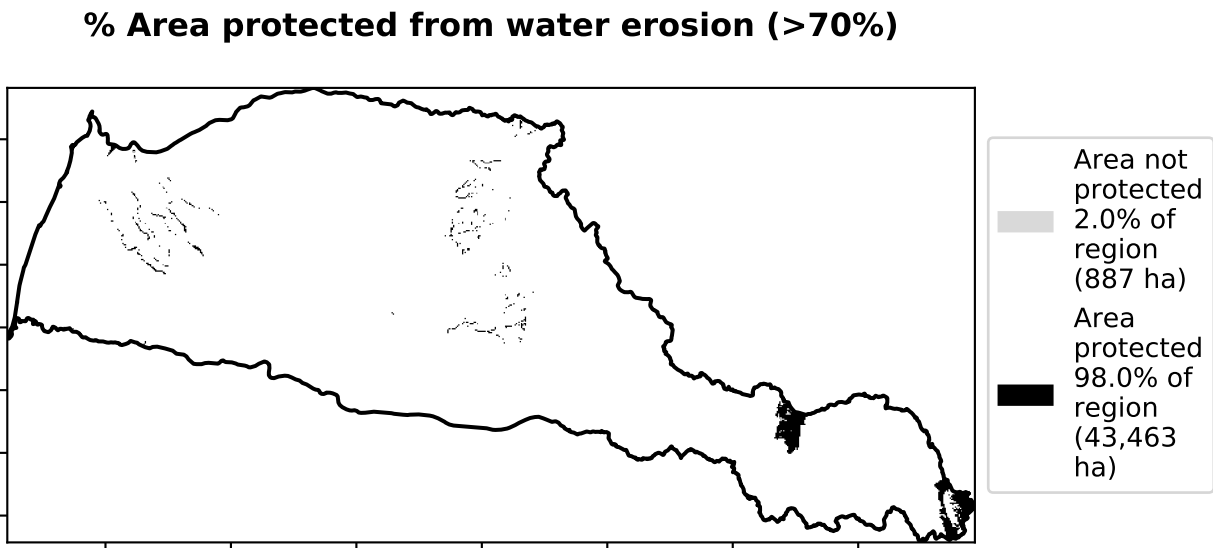 % Area protected from water erosion (>70%)
Area not
protected
2.0% of
region
(887 ha)
Area
protected
98.0% of
region
(43,463
ha)